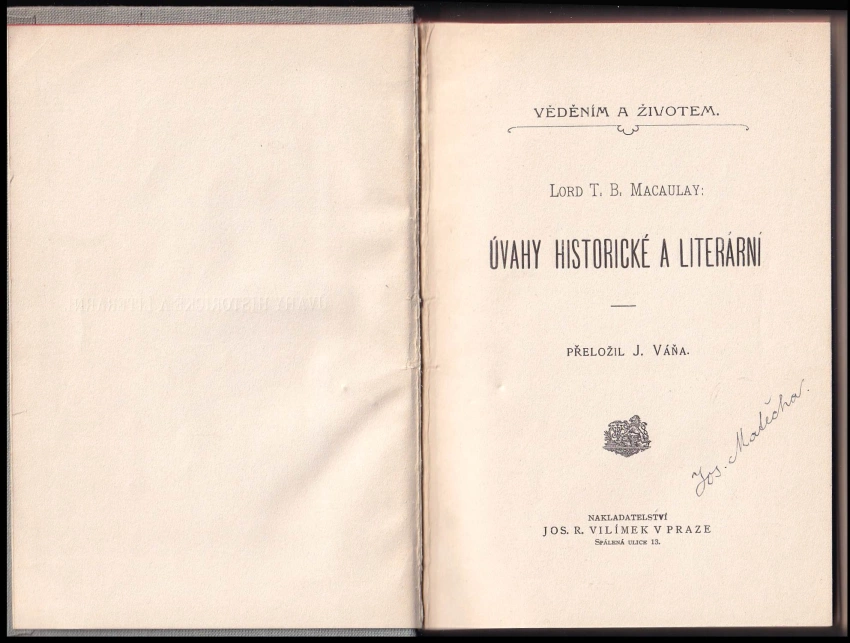 VĚDĚNÍM A ŽIVOTEM.
LORD T. B. MACAULAY:
ÚVAHY HISTORICKÉ A LITERÁRNÍ
PŘELOŽIL J. VÁŇA.
Jos. Matěcha.
NAKLADATELSTVÍ
JOS. R. VILÍMEK V PRAZE
SPÁLENÁ ULICE 13.